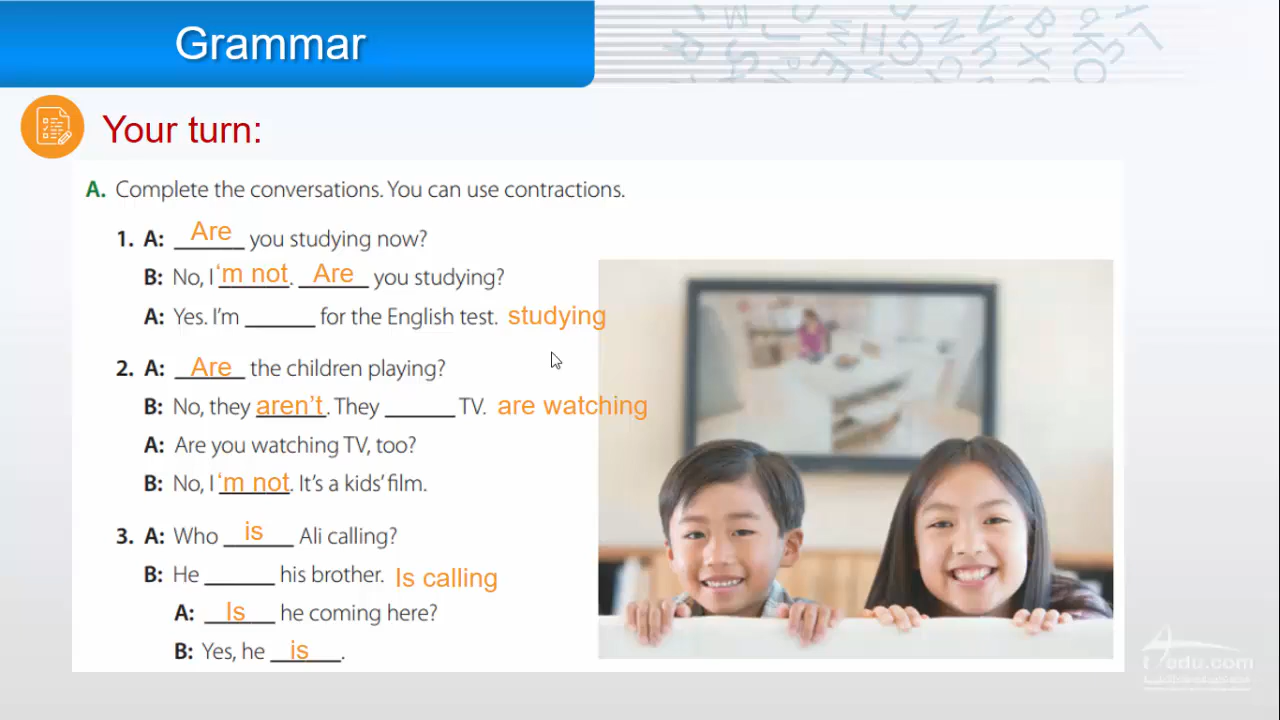 Grammar
Your turn:
A. Complete the conversations. You can use contractions.
1. A: Are you studying now?
B: No, I 'm not. Are you studying?
A: Yes. I'm ______ for the English test. studying
2. A: Are the children playing?
B: No, they aren't. They ______ TV. are watching
A: Are you watching TV, too?
B: No, I 'm not. It's a kids' film.
3. A: Who is Ali calling?
B: He ______ his brother. Is calling
A: Is he coming here?
B: Yes, he is.